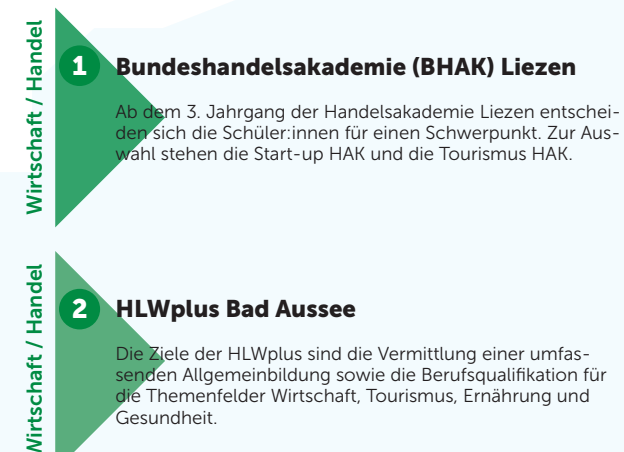 Wirtschaft / Handel
1 Bundeshandelsakademie (BHAK) Liezen
Ab dem 3. Jahrgang der Handelsakademie Liezen entschei-
den sich die Schüler:innen für einen Schwerpunkt. Zur Aus-
wahl stehen die Start-up HAK und die Tourismus HAK.
Wirtschaft / Handel
2 HLWplus Bad Aussee
Die Ziele der HLWplus sind die Vermittlung einer umfas-
senden Allgemeinbildung sowie die Berufsqualifikation für
die Themenfelder Wirtschaft, Tourismus, Ernährung und
Gesundheit.